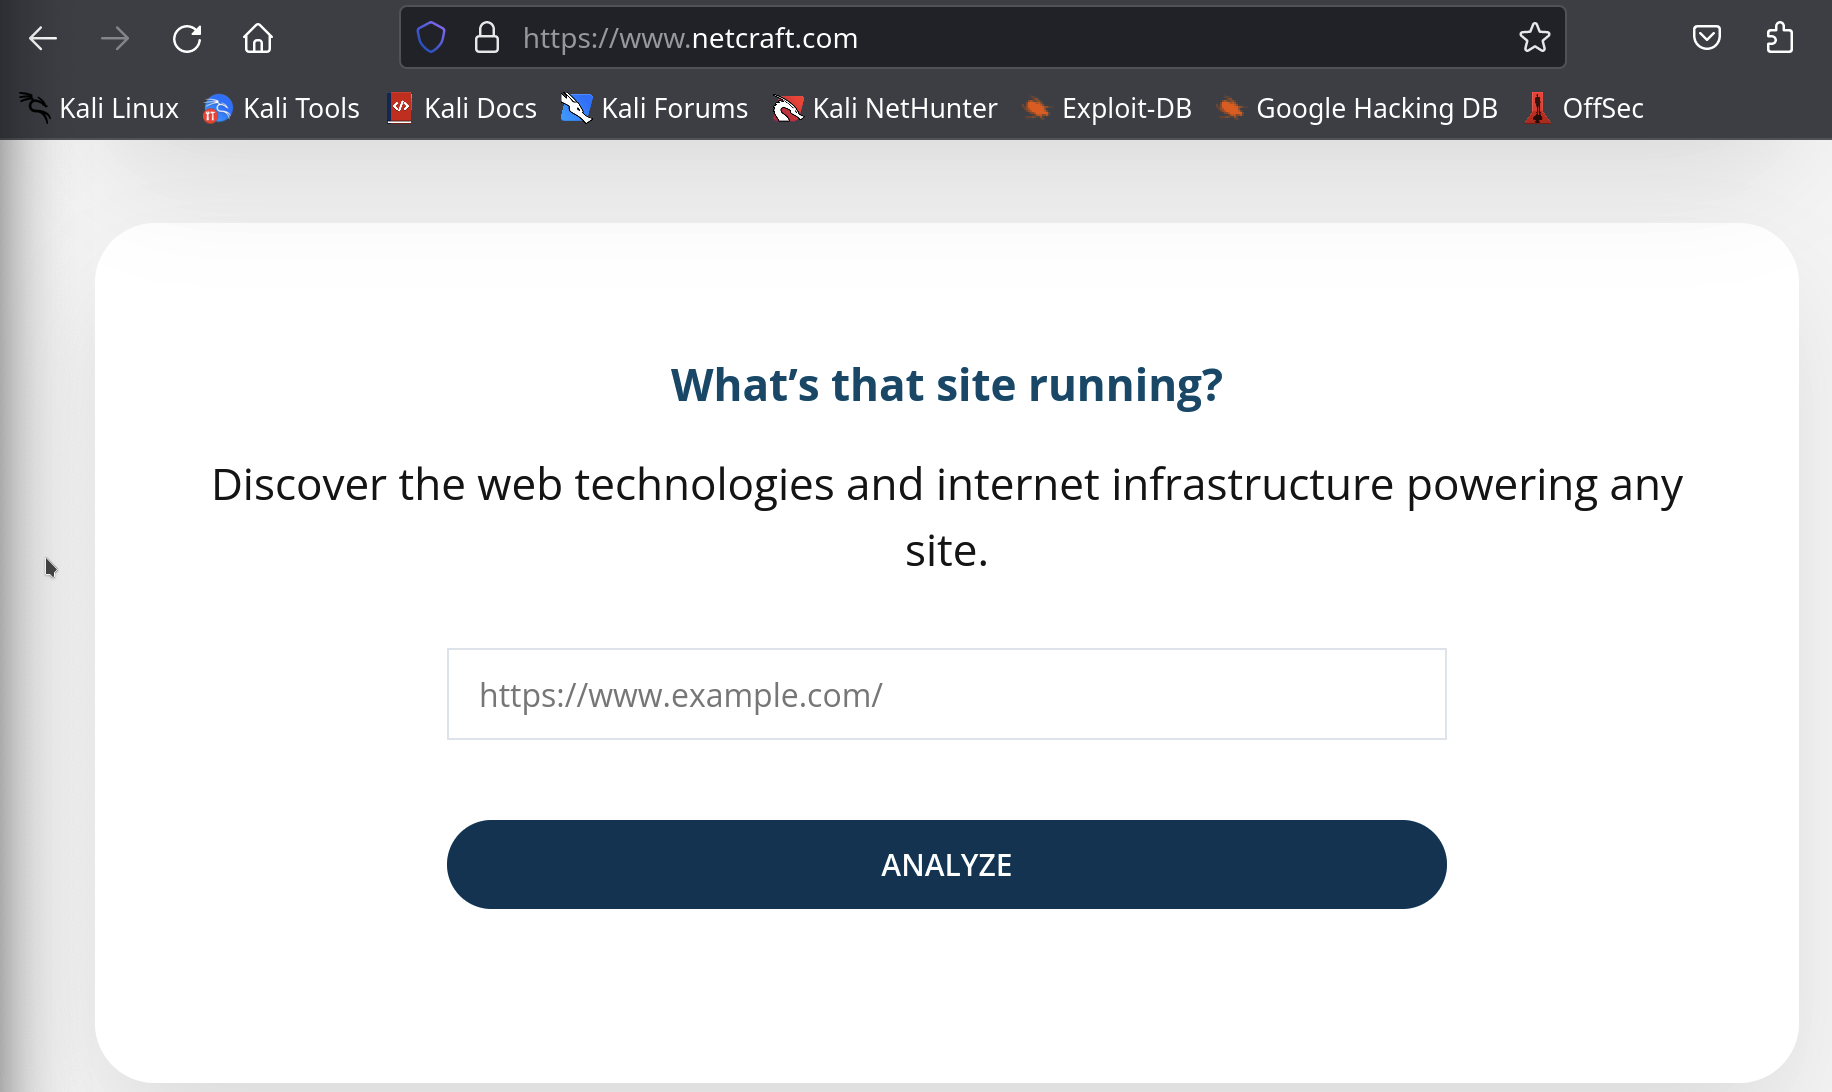 https://www.netcraft.com
Kali Linux Kali Tools Kali Docs Kali Forums Kali NetHunter Exploit-DB Google Hacking DB OffSec
What’s that site running?
Discover the web technologies and internet infrastructure powering any
site.
https://www.example.com/
ANALYZE